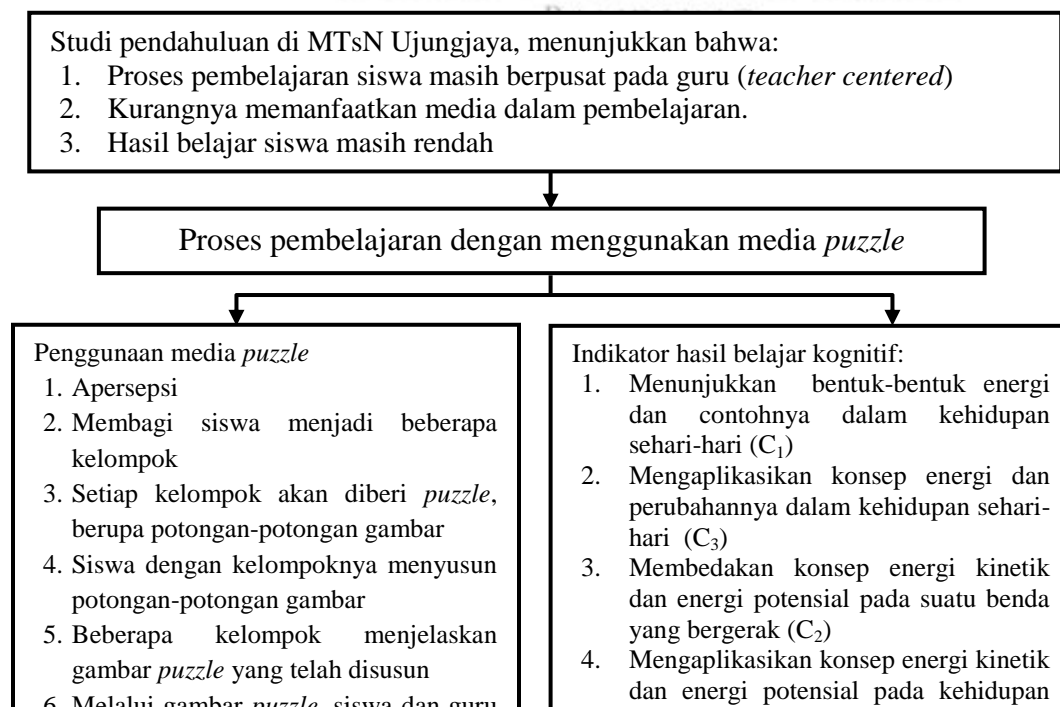 Studi pendahuluan di MTsN Ujungjaya, menunjukkan bahwa:
1. Proses pembelajaran siswa masih berpusat pada guru (teacher centered)
2. Kurangnya memanfaatkan media dalam pembelajaran.
3. Hasil belajar siswa masih rendah
Proses pembelajaran dengan menggunakan media puzzle
Penggunaan media puzzle
1. Apersepsi
2. Membagi siswa menjadi beberapa
kelompok
3. Setiap kelompok akan diberi puzzle,
berupa potongan-potongan gambar
4. Siswa dengan kelompoknya menyusun
potongan-potongan gambar
5. Beberapa kelompok menjelaskan
gambar puzzle yang telah disusun
6. Melalui gambar puzzle, siswa dan guru
Indikator hasil belajar kognitif:
1. Menunjukkan bentuk-bentuk energi
dan contohnya dalam kehidupan
sehari-hari (C₁)
2. Mengaplikasikan konsep energi dan
perubahannya dalam kehidupan sehari-
hari (C₃)
3. Membedakan konsep energi kinetik
dan energi potensial pada suatu benda
yang bergerak (C₂)
4. Mengaplikasikan konsep energi kinetik
dan energi potensial pada kehidupan